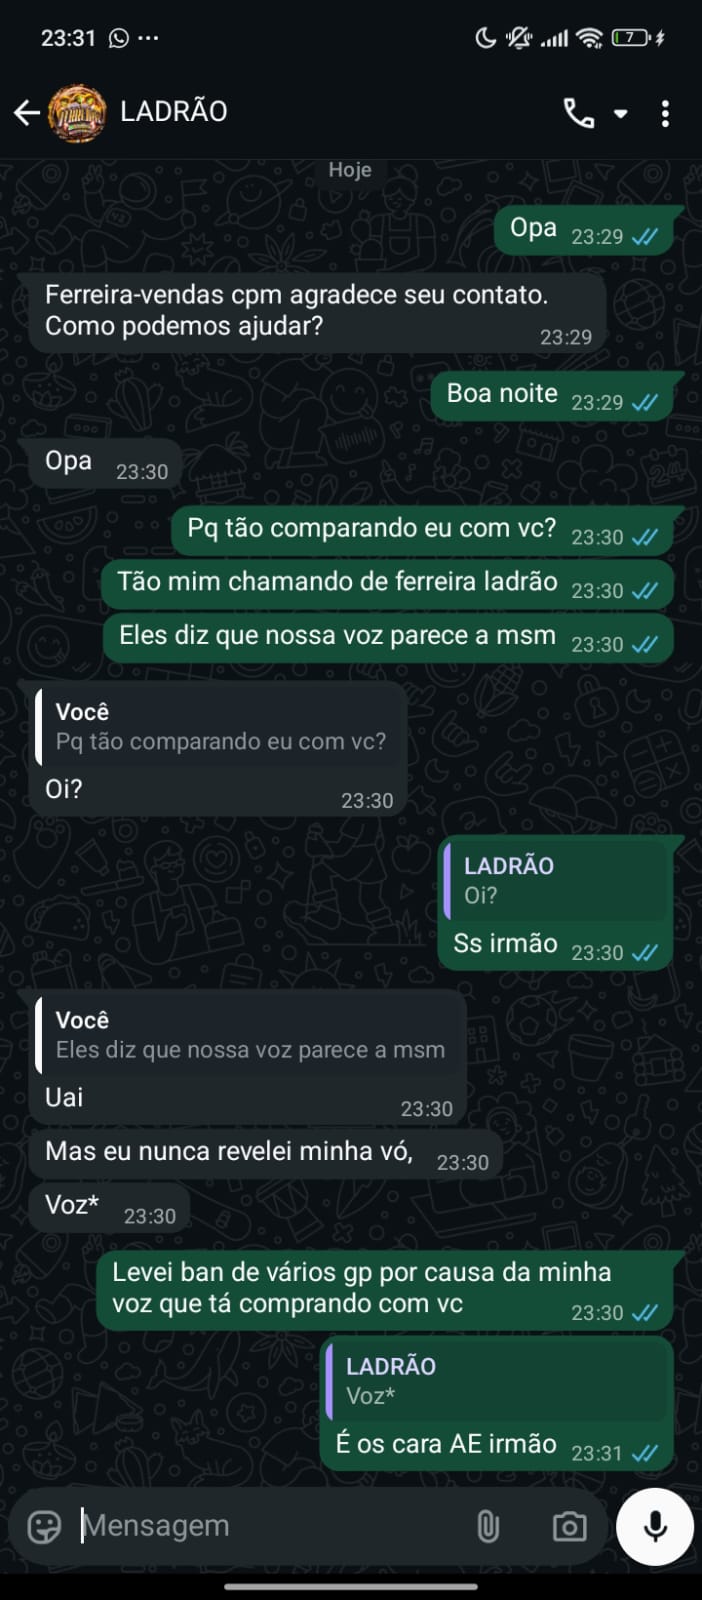 23:31
7
LADRÃO
Hoje
Opa 23:29
Ferreira-vendas cpm agradece seu contato.
Como podemos ajudar?
23:29
Boa noite 23:29
Opa 23:30
Pq tão comparando eu com vc? 23:30
Tão mim chamando de ferreira ladrão 23:30
Eles diz que nossa voz parece a msm 23:30
Você
Pq tão comparando eu com vc?
Oi? 23:30
LADRÃO
Oi?
Ss irmão 23:30
Você
Eles diz que nossa voz parece a msm
Uai 23:30
Mas eu nunca revelei minha vó, 23:30
Voz* 23:30
Levei ban de vários gp por causa da minha
voz que tá comprando com vc 23:30
LADRÃO
Voz*
É os cara AE irmão 23:31
Mensagem